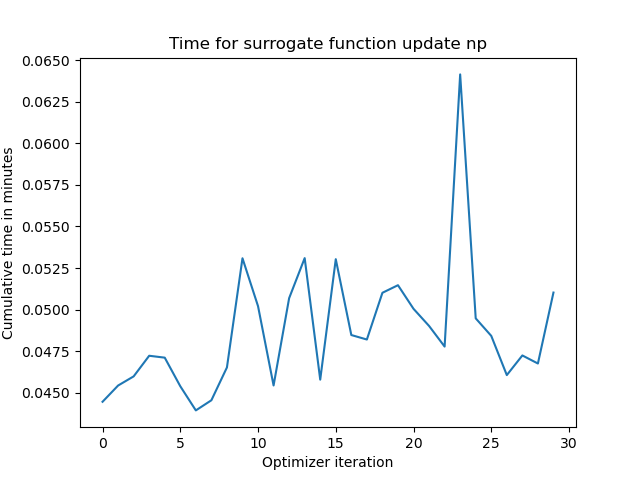 Time for surrogate function update np
Cumulative time in minutes
0.0650
0.0625
0.0600
0.0575
0.0550
0.0525
0.0500
0.0475
0.0450
0 5 10 15 20 25 30
Optimizer iteration